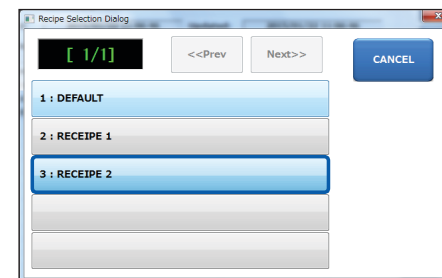 Recipe Selection Dialog
[ 1/1]
<<Prev
Next>>
CANCEL
1 : DEFAULT
2 : RECEIPE 1
3 : RECEIPE 2